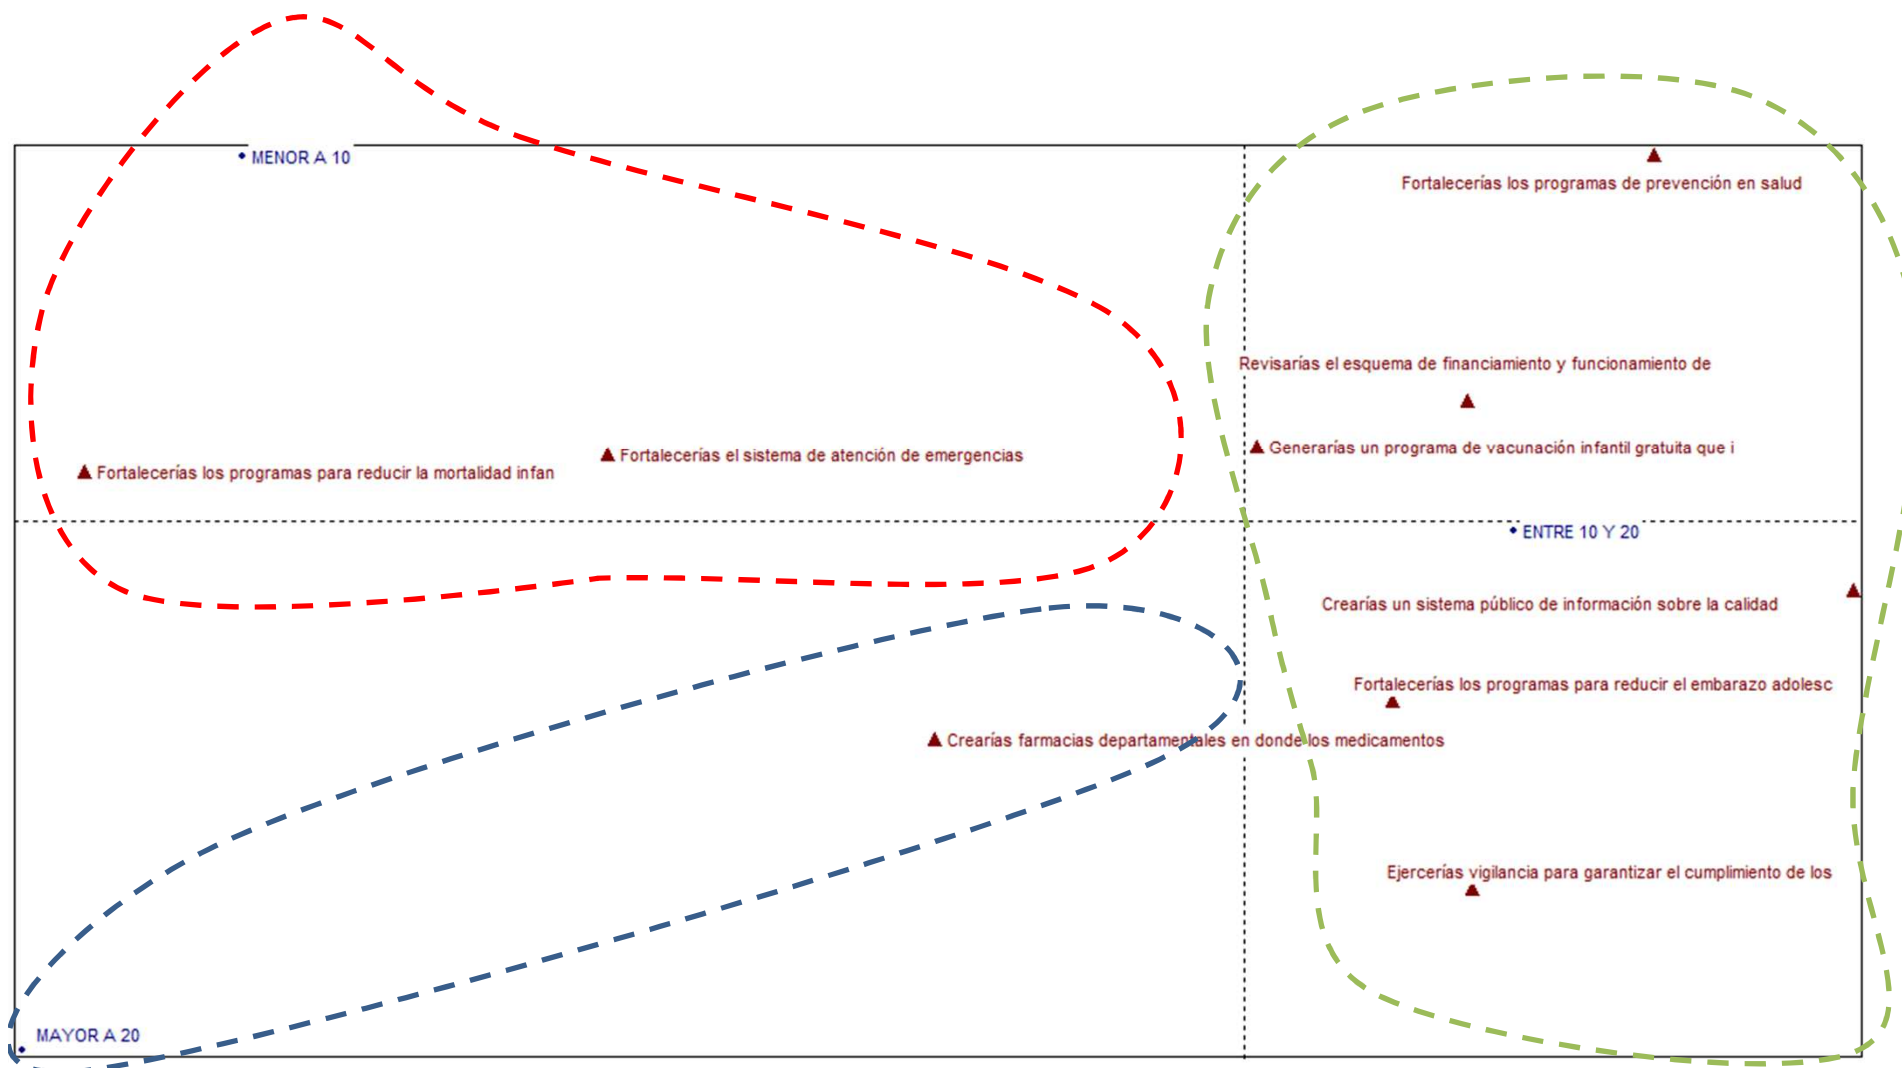 MENOR A 10
Fortalecerías los programas de prevención en salud
Revisarías el esquema de financiamiento y funcionamiento de
Generarías un programa de vacunación infantil gratuita que i
Fortalecerías el sistema de atención de emergencias
Fortalecerías los programas para reducir la mortalidad infan
ENTRE 10 Y 20
Crearías un sistema público de información sobre la calidad
Fortalecerías los programas para reducir el embarazo adolesc
Crearías farmacias departamentales en donde los medicamentos
Ejercerías vigilancia para garantizar el cumplimiento de los
MAYOR A 20